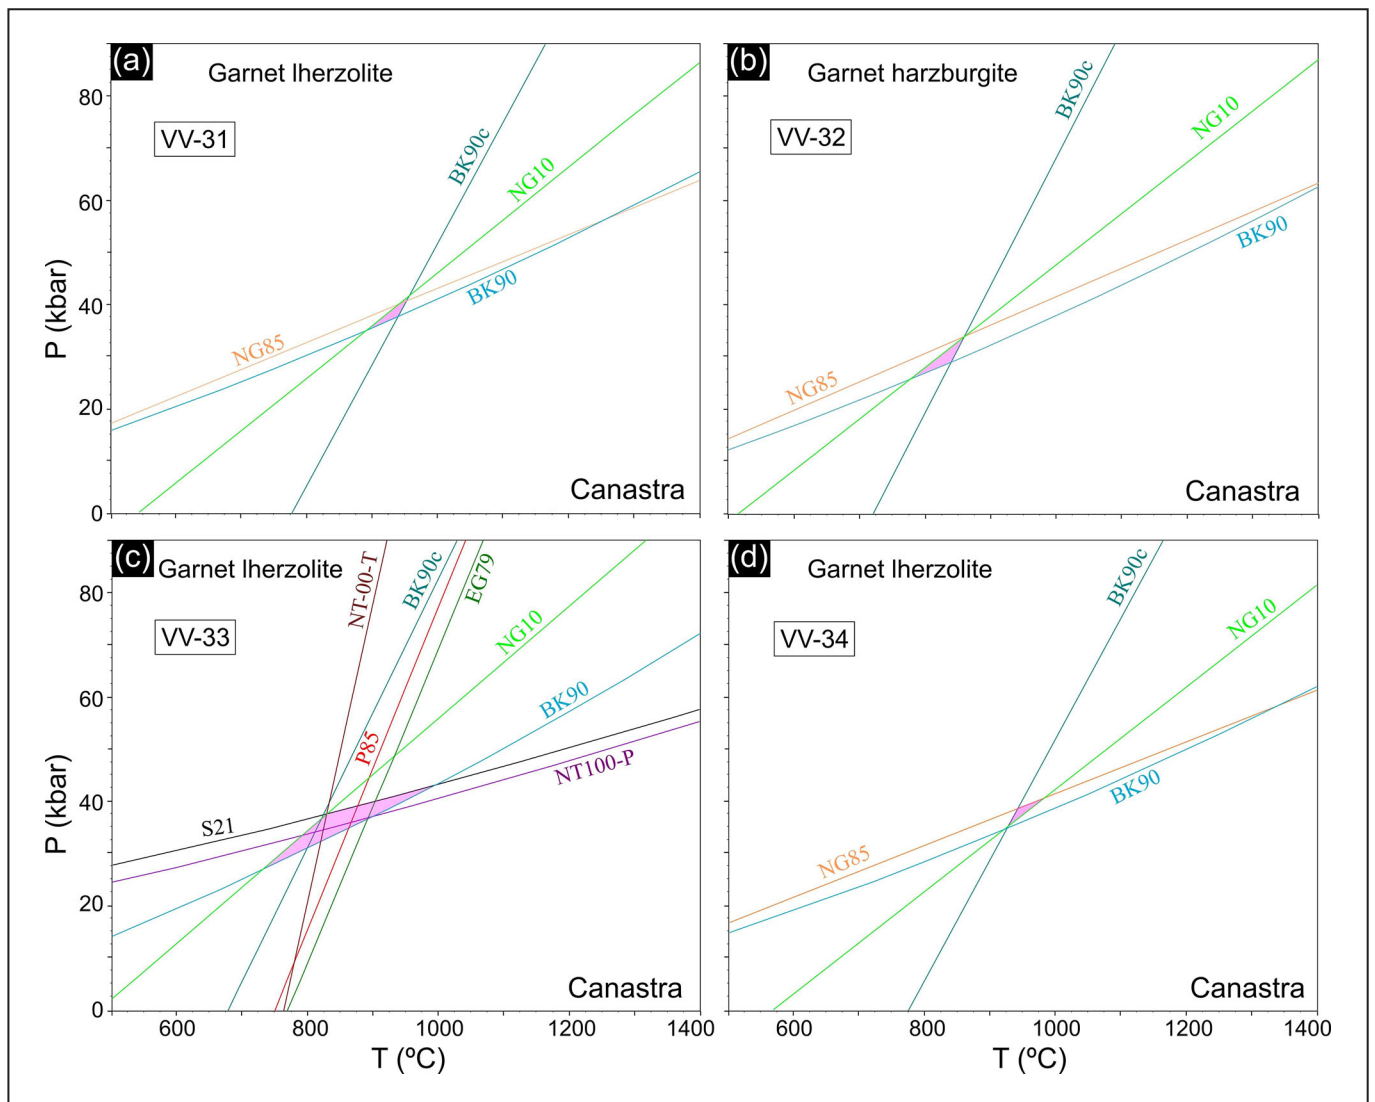 (a)
Garnet lherzolite
VV-31
BK90c
NG10
NG85
BK90
Canastra
P (kbar)
80
60
40
20
0
(b)
Garnet harzburgite
VV-32
BK90c
NG10
NG85
BK90
Canastra
(c)
Garnet lherzolite
VV-33
NT-00-T
BK90c
EG79
NG10
BK90
P85
S21
NT100-P
Canastra
P (kbar)
80
60
40
20
0
600 800 1000 1200 1400
T (ºC)
(d)
Garnet lherzolite
VV-34
BK90c
NG10
NG85
BK90
Canastra
600 800 1000 1200 1400
T (ºC)